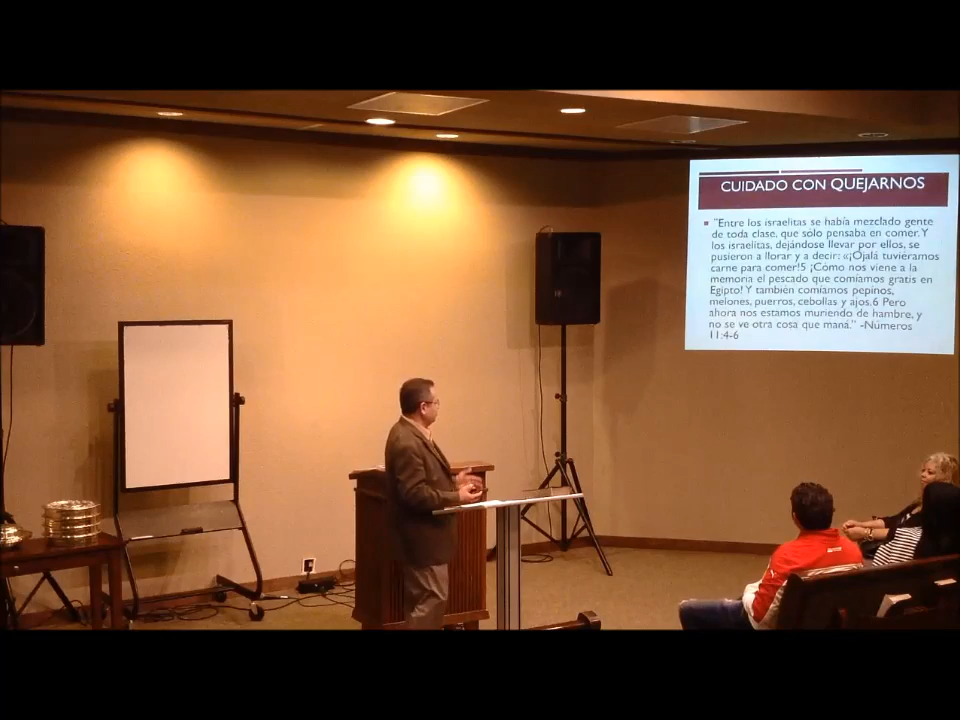 CUIDADO CON QUEJARNOS
"Entre los israelitas se había mezclado gente
de toda clase, que sólo pensaba en comer. Y
los israelitas, dejándose llevar por ellos, se
pusieron a llorar y a decir: «¡Ojalá tuviéramos
carne para comer!5 ¡Cómo nos viene a la
memoria el pescado que comíamos gratis en
Egipto! Y también comíamos pepinos,
melones, puerros, cebollas y ajos.6 Pero
ahora nos estamos muriendo de hambre, y
no se ve otra cosa que maná." -Números
11:4-6